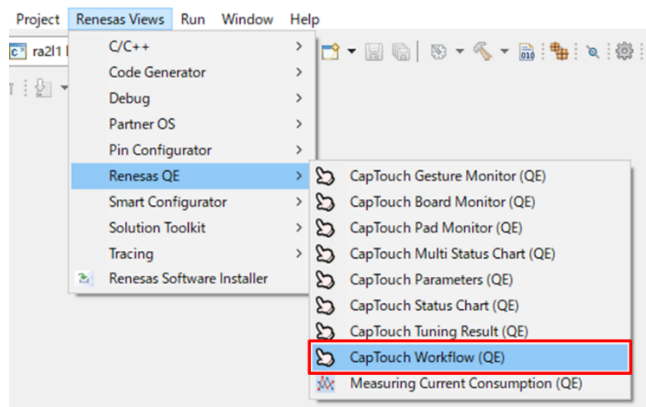 Project Renesas Views Run Window Help
ra2l1
C/C++
Code Generator
Debug
Partner OS
Pin Configurator
Renesas QE
Smart Configurator
Solution Toolkit
Tracing
Renesas Software Installer
CapTouch Gesture Monitor (QE)
CapTouch Board Monitor (QE)
CapTouch Pad Monitor (QE)
CapTouch Multi Status Chart (QE)
CapTouch Parameters (QE)
CapTouch Status Chart (QE)
CapTouch Tuning Result (QE)
CapTouch Workflow (QE)
Measuring Current Consumption (QE)